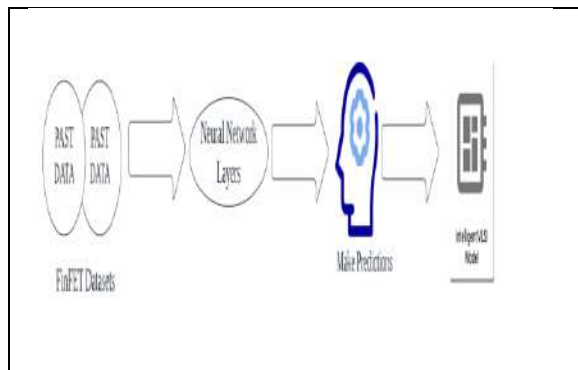 PAST
DATA
PAST
DATA
FinFET Datasets
Neural Network
Layers
Make Predictions
Intelligent VLSI
Model